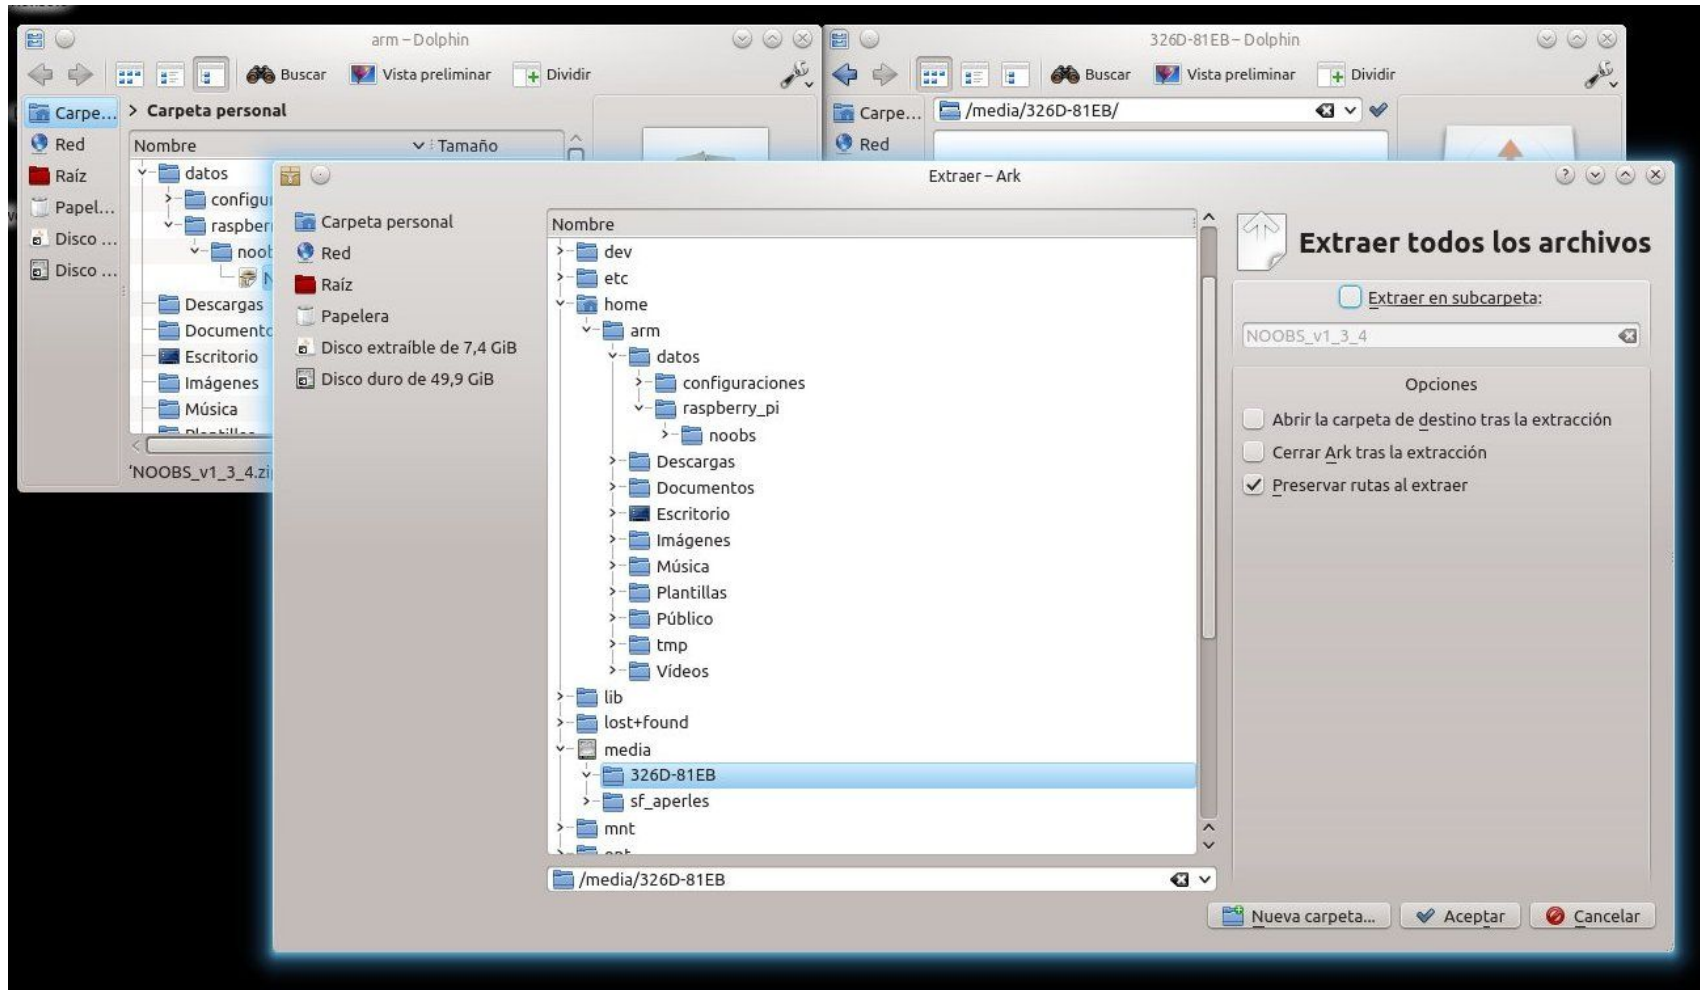 arm – Dolphin
Buscar
Vista preliminar
Dividir
Carpe...
> Carpeta personal
Red
Nombre
Tamaño
Raíz
datos
Papel...
Disco ...
Disco ...
Descargas
Escritorio
Imágenes
Música
'NOOBS_v1_3_4.zi
326D-81EB – Dolphin
Buscar
Vista preliminar
Dividir
Carpe...
/media/326D-81EB/
Red
Extraer – Ark
Carpeta personal
Red
Raíz
Papelera
Disco extraíble de 7,4 GiB
Disco duro de 49,9 GiB
Nombre
dev
etc
home
arm
datos
configuraciones
raspberry_pi
noobs
Descargas
Documentos
Escritorio
Imágenes
Música
Plantillas
Público
tmp
Vídeos
lib
lost+found
media
326D-81EB
sf_aperles
mnt
/media/326D-81EB
Extraer todos los archivos
Extraer en subcarpeta:
NOOBS_v1_3_4
Opciones
Abrir la carpeta de destino tras la extracción
Cerrar Ark tras la extracción
Preservar rutas al extraer
Nueva carpeta...
Aceptar
Cancelar